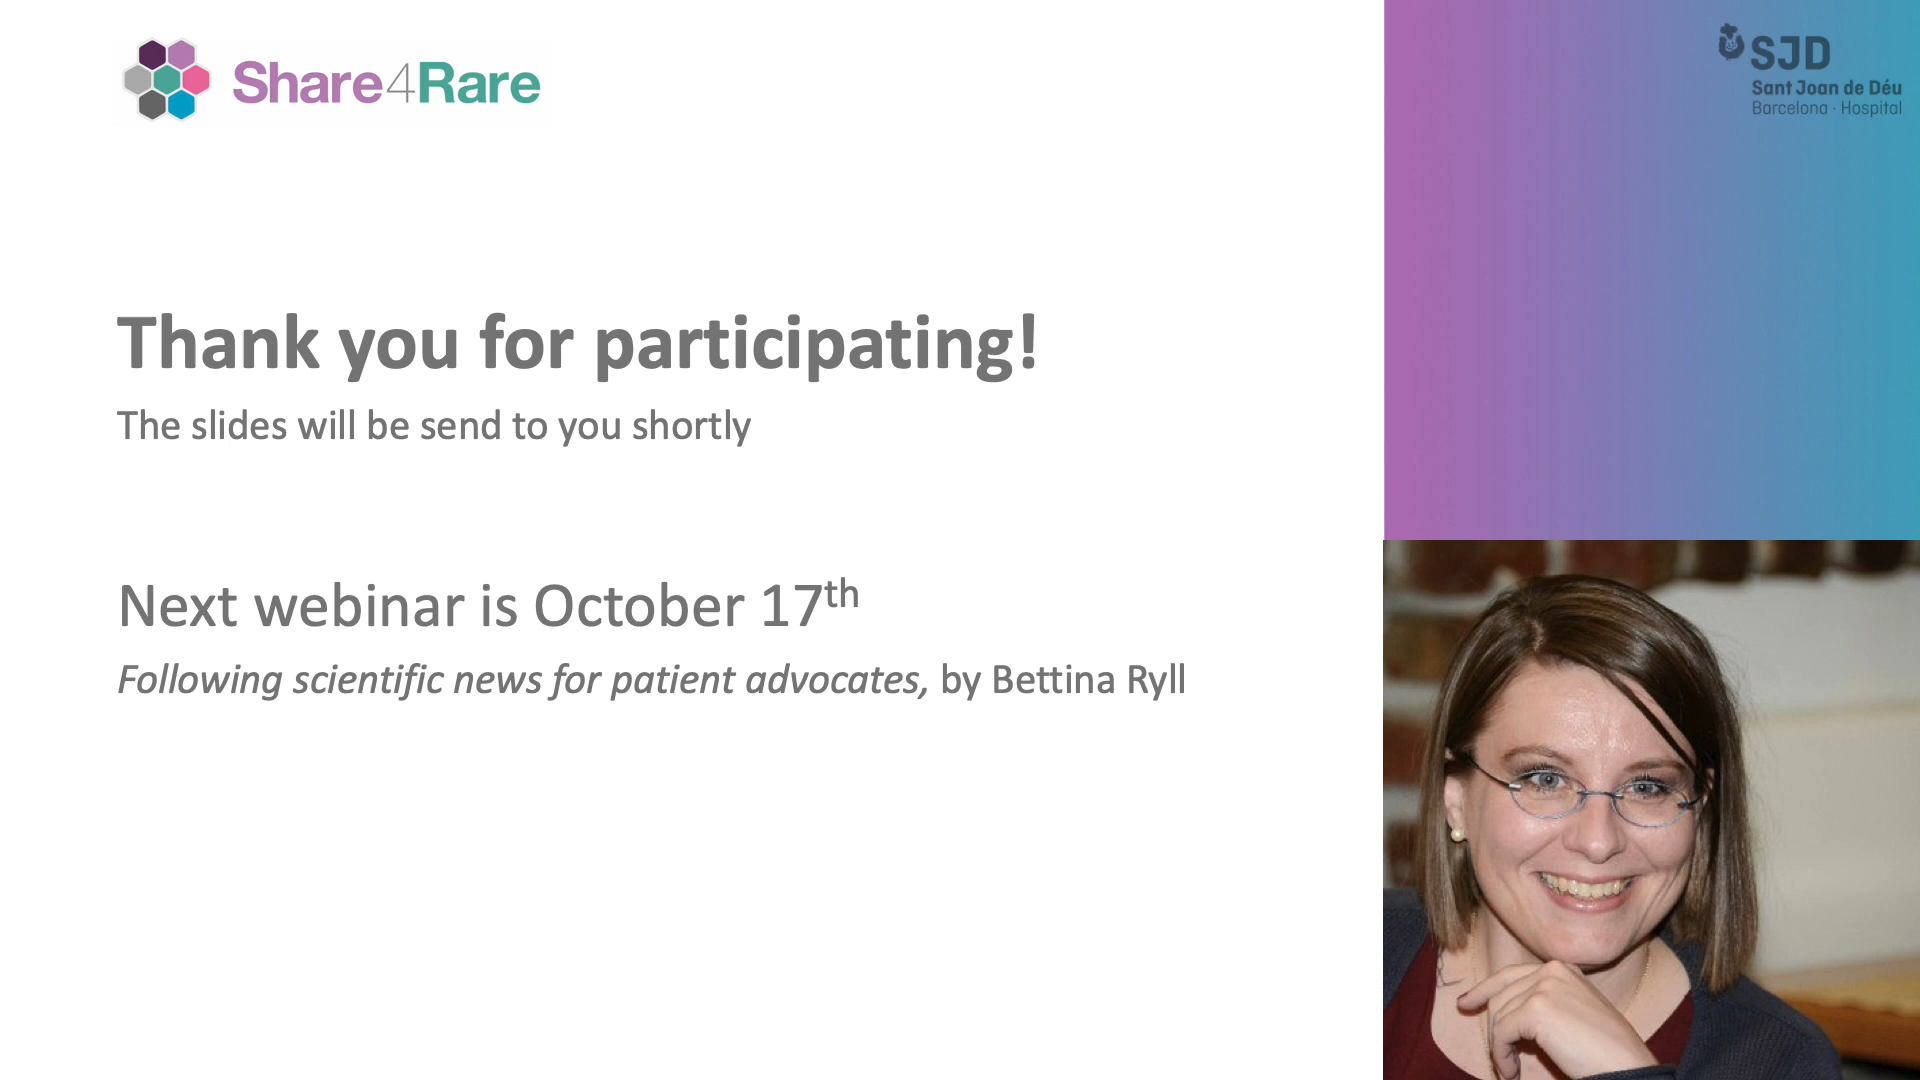 Share4Rare
SJD
Sant Joan de Déu
Barcelona · Hospital
Thank you for participating!
The slides will be send to you shortly
Next webinar is October 17th
Following scientific news for patient advocates, by Bettina Ryll